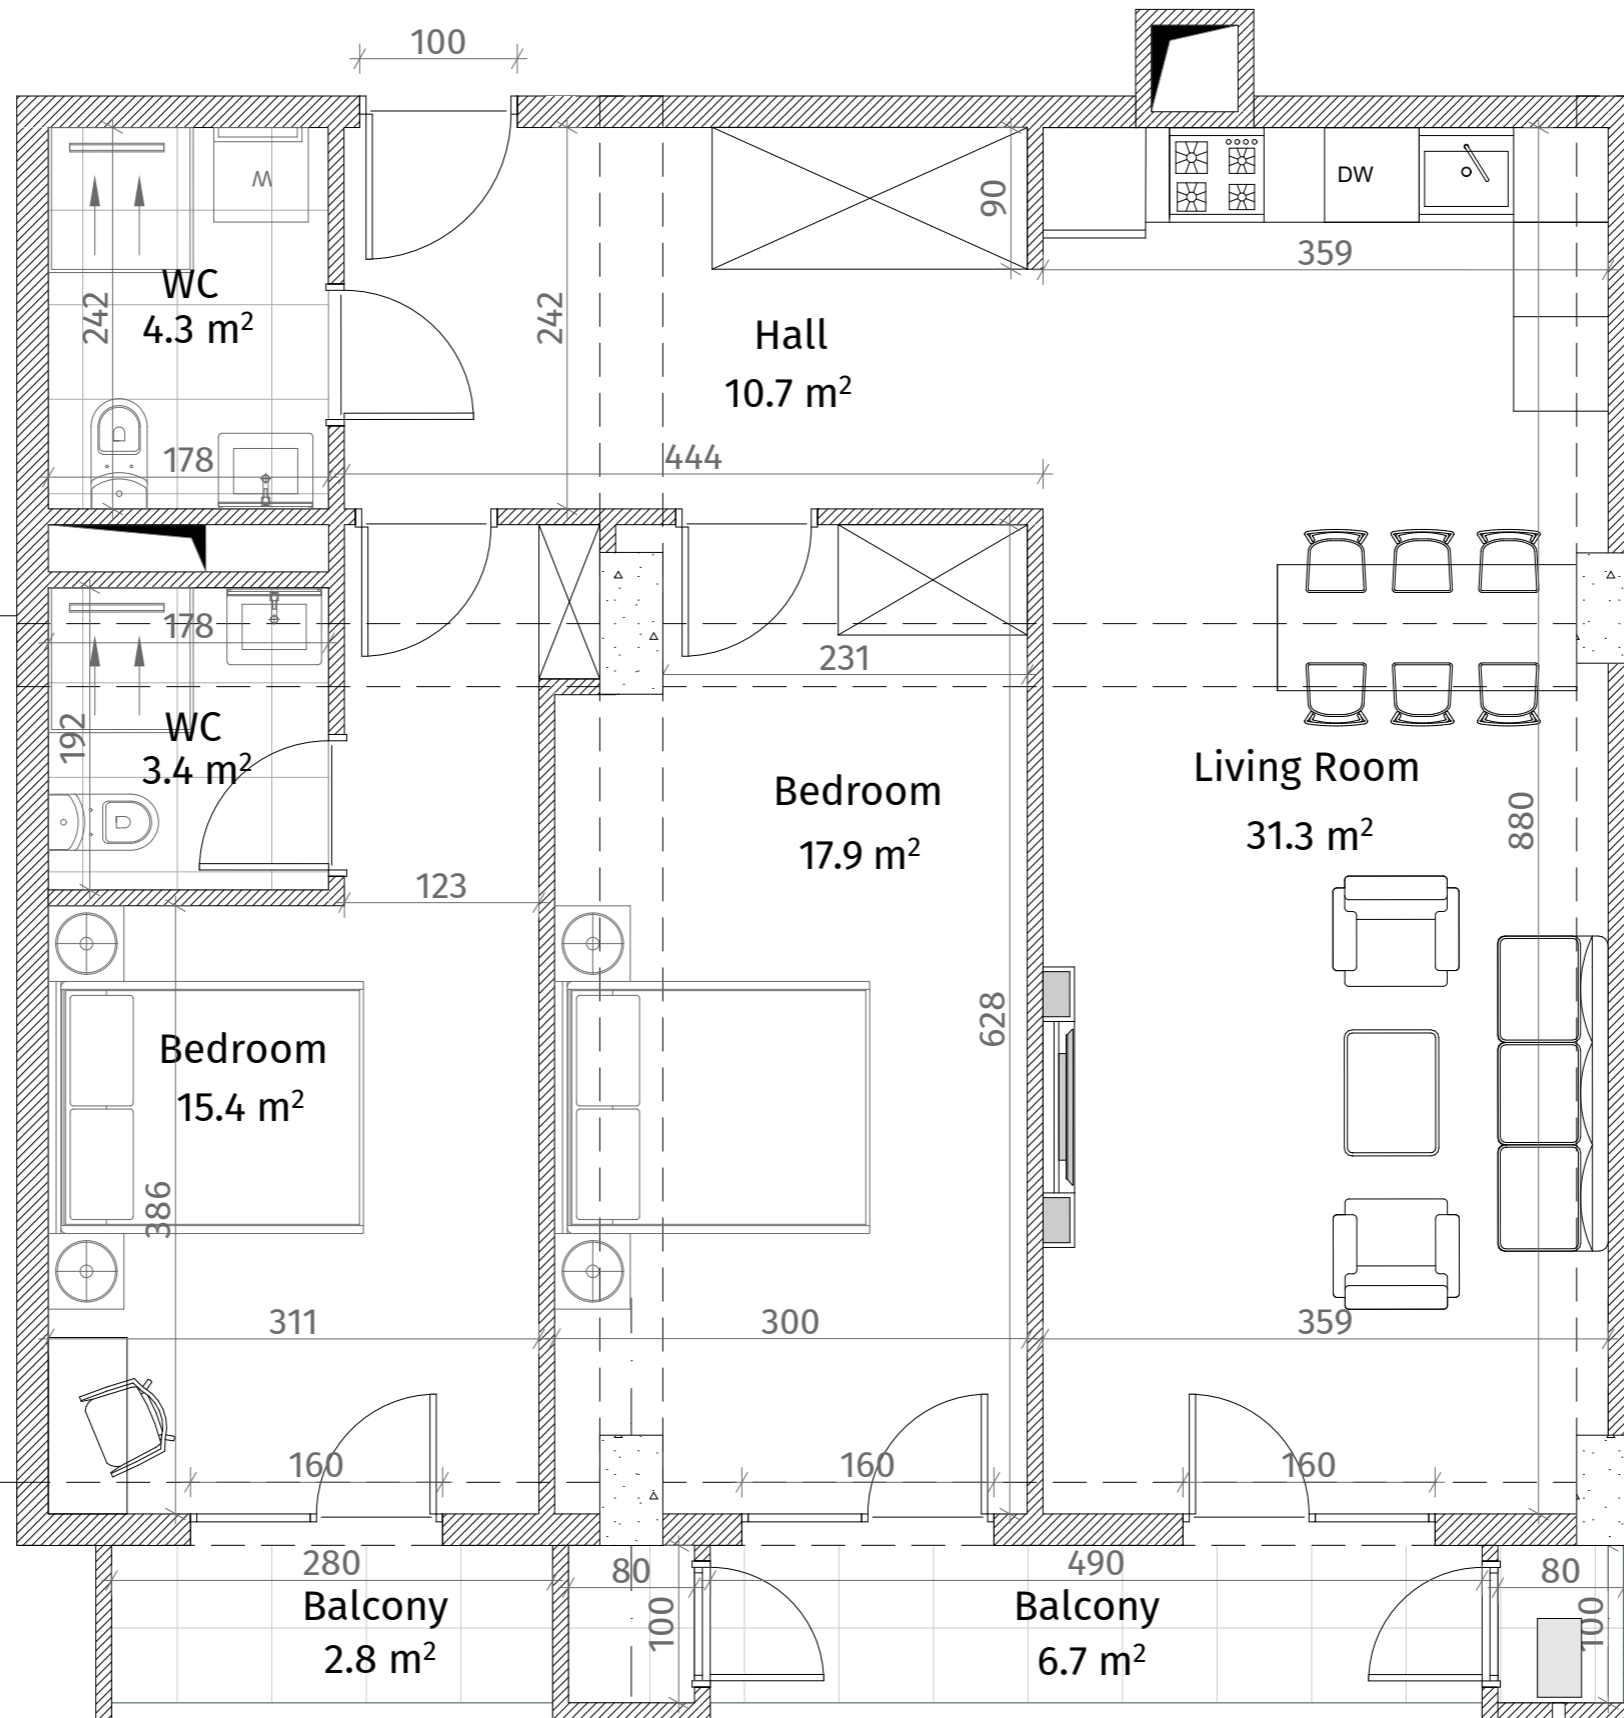 100
W
DW
90
359
WC
4.3 m²
242
242
Hall
10.7 m²
178
444
178
231
192
WC
3.4 m²
Bedroom
17.9 m²
Living Room
31.3 m²
880
123
628
Bedroom
15.4 m²
386
311
300
359
160
160
160
280
80
490
80
Balcony
2.8 m²
100
Balcony
6.7 m²
100